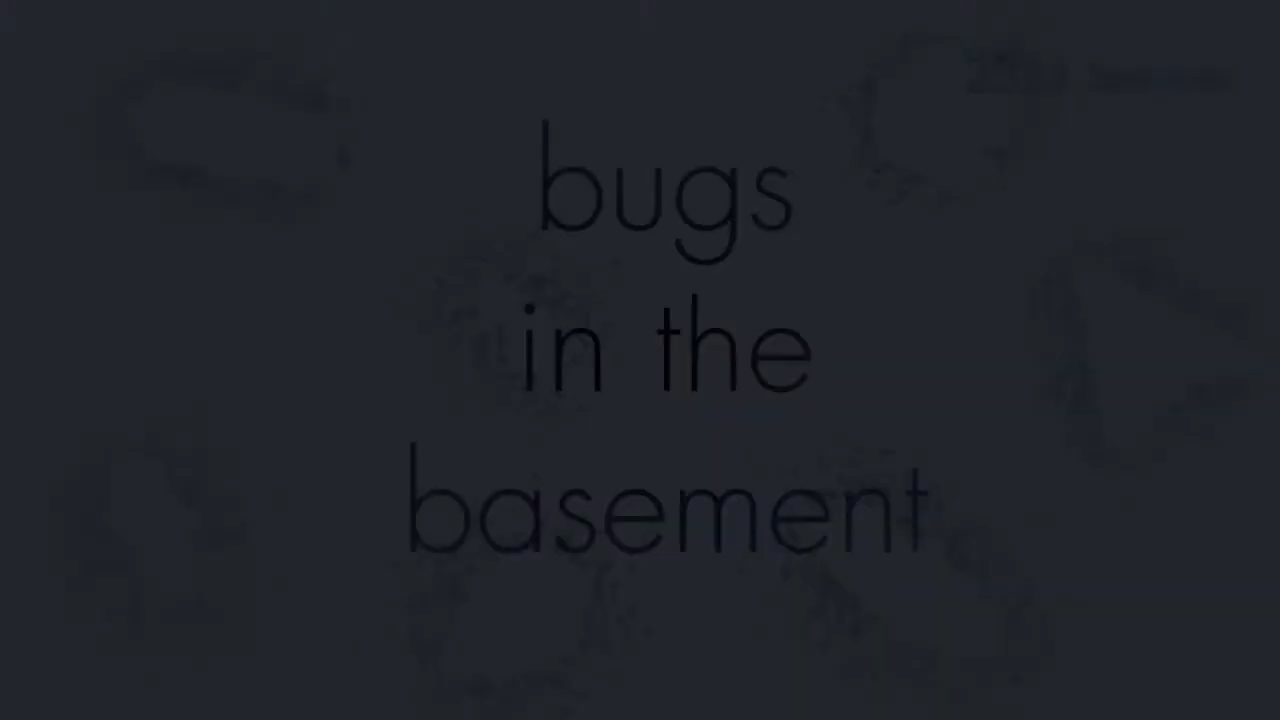 bugs
in the
basement